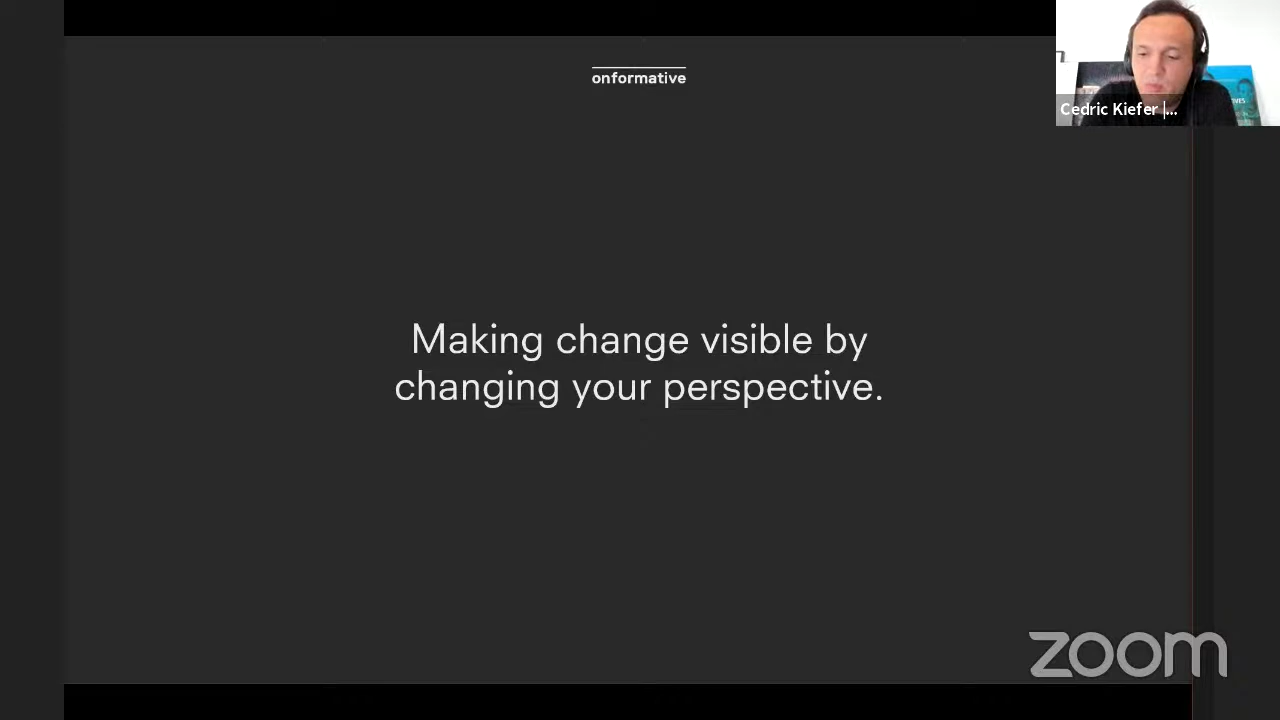 onformative
Cedric Kiefer |...
Making change visible by
changing your perspective.
zoom